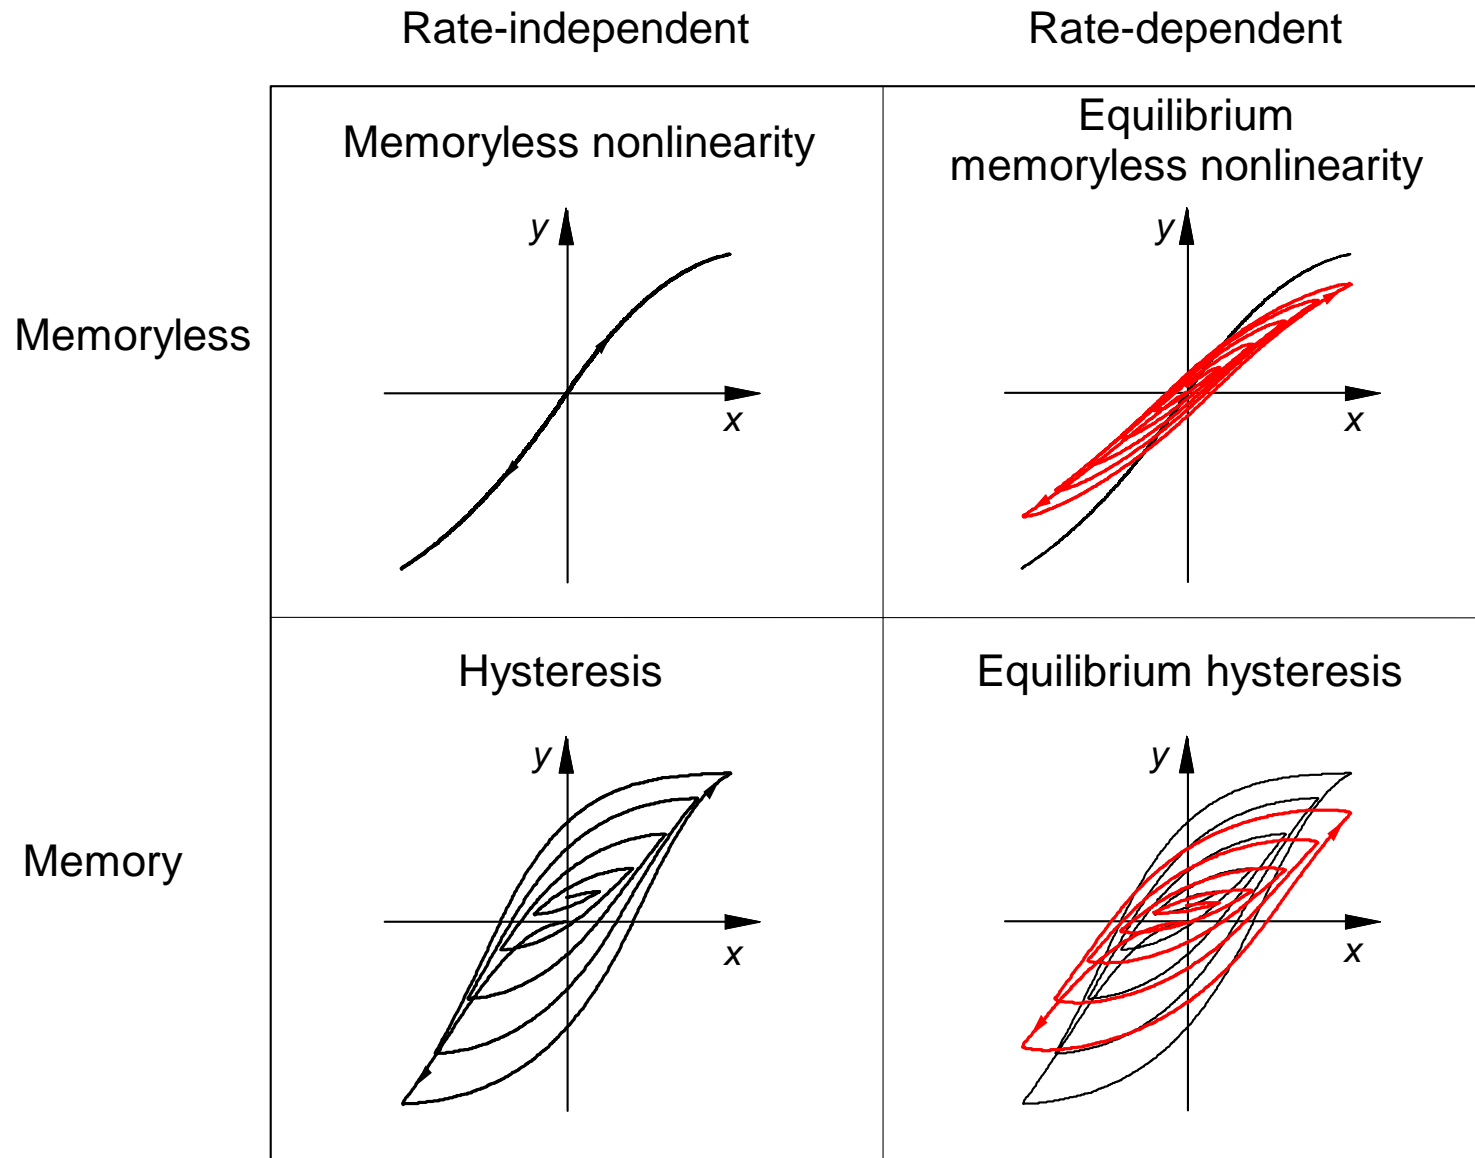 Rate-independent
Rate-dependent
Memoryless nonlinearity
Equilibrium
memoryless nonlinearity
y
x
y
x
Memoryless
Hysteresis
Equilibrium hysteresis
y
x
y
x
Memory